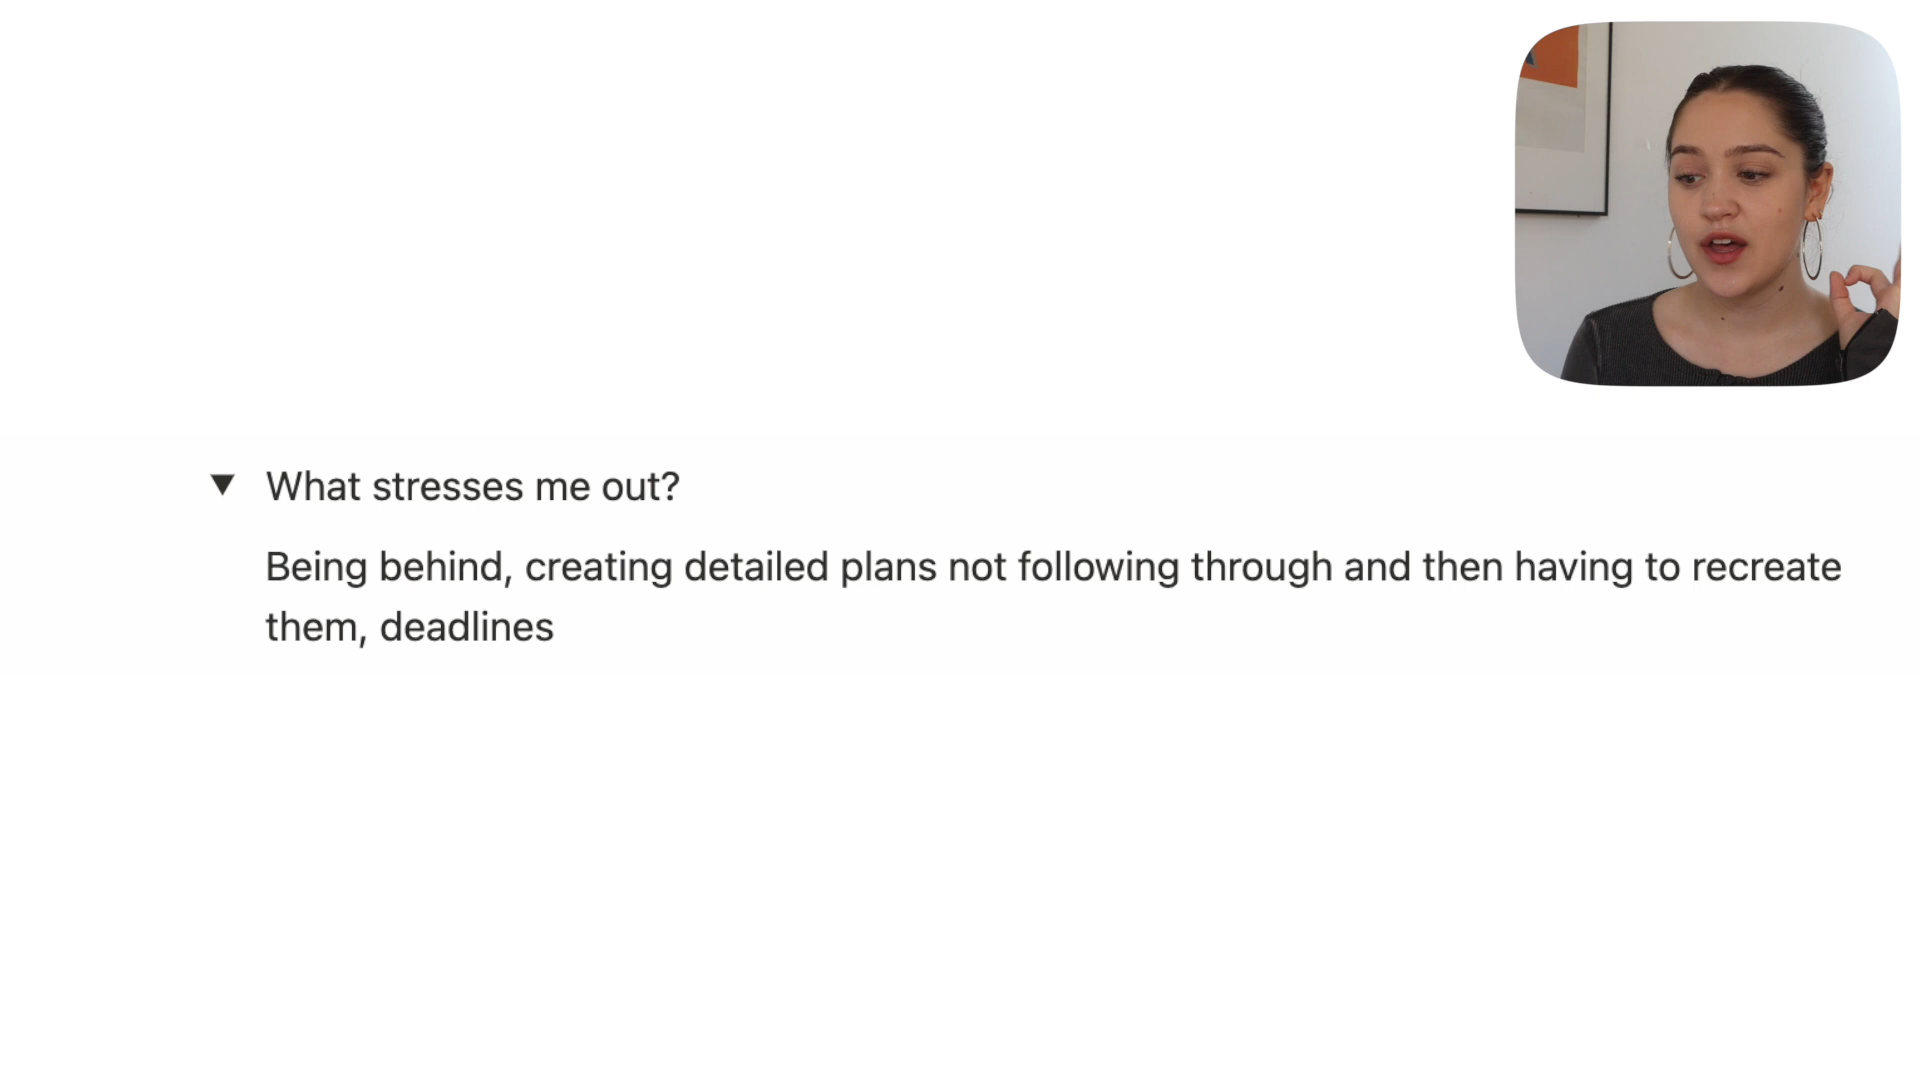 What stresses me out?
Being behind, creating detailed plans not following through and then having to recreate
them, deadlines